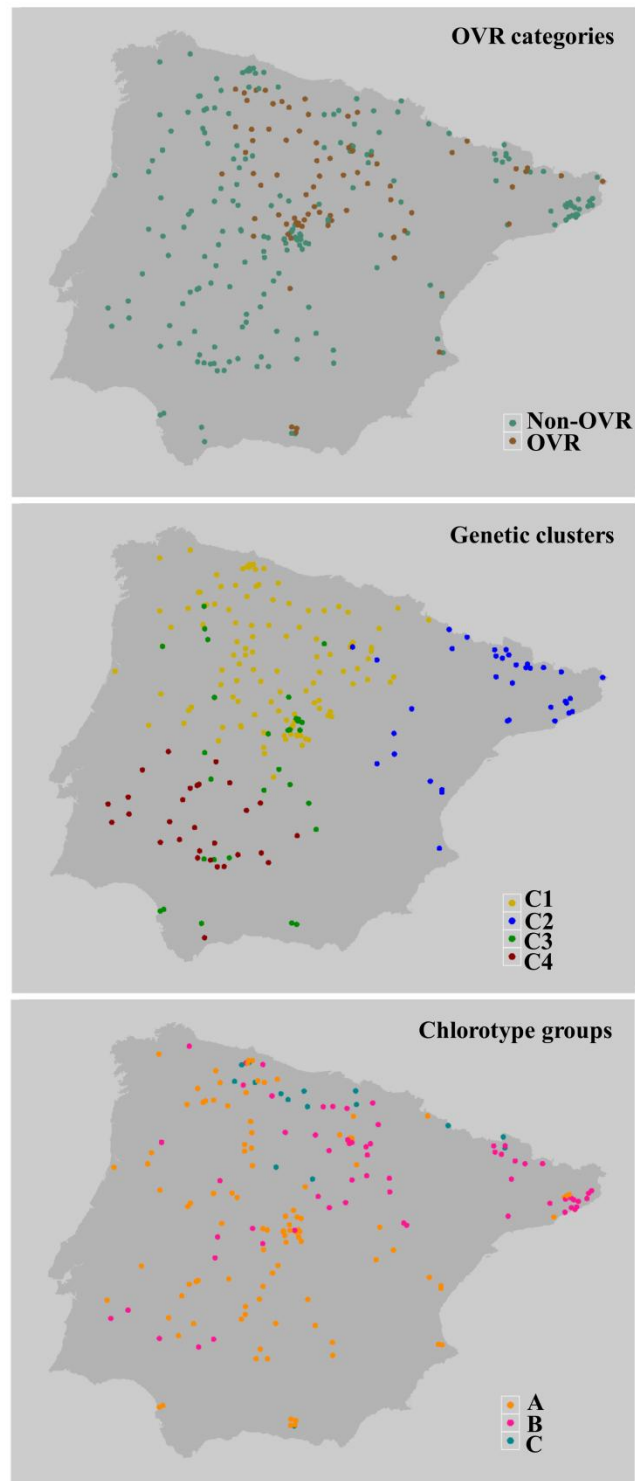 OVR categories
Non-OVR
OVR
Genetic clusters
C1
C2
C3
C4
Chlorotype groups
A
B
C